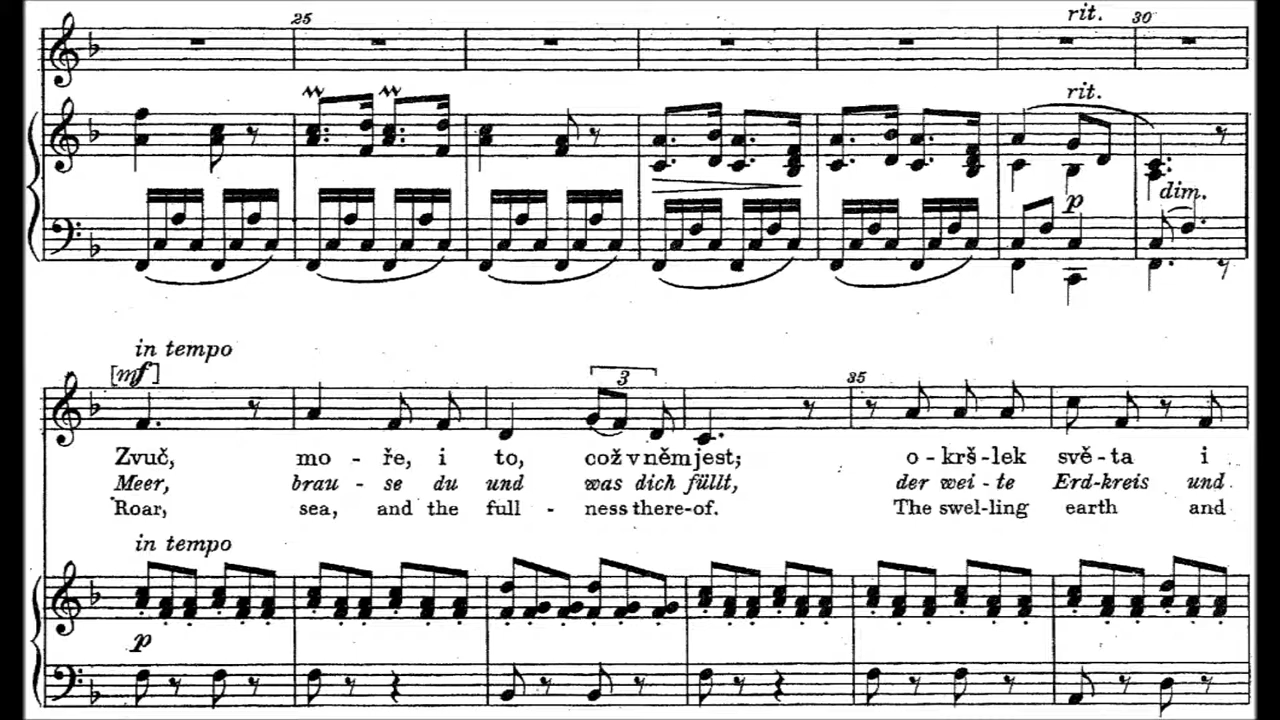 25 rit. 30
rit.
p dim.
in tempo
[mf]
3 35
Zvuč, mo - ře, i to, což v něm jest; o - krš - lek svě - ta i
Meer, brau - se du und was dich füllt, der wei - te Erd - kreis und
Roar, sea, and the full - ness there - of. The swel - ling earth and
in tempo
p